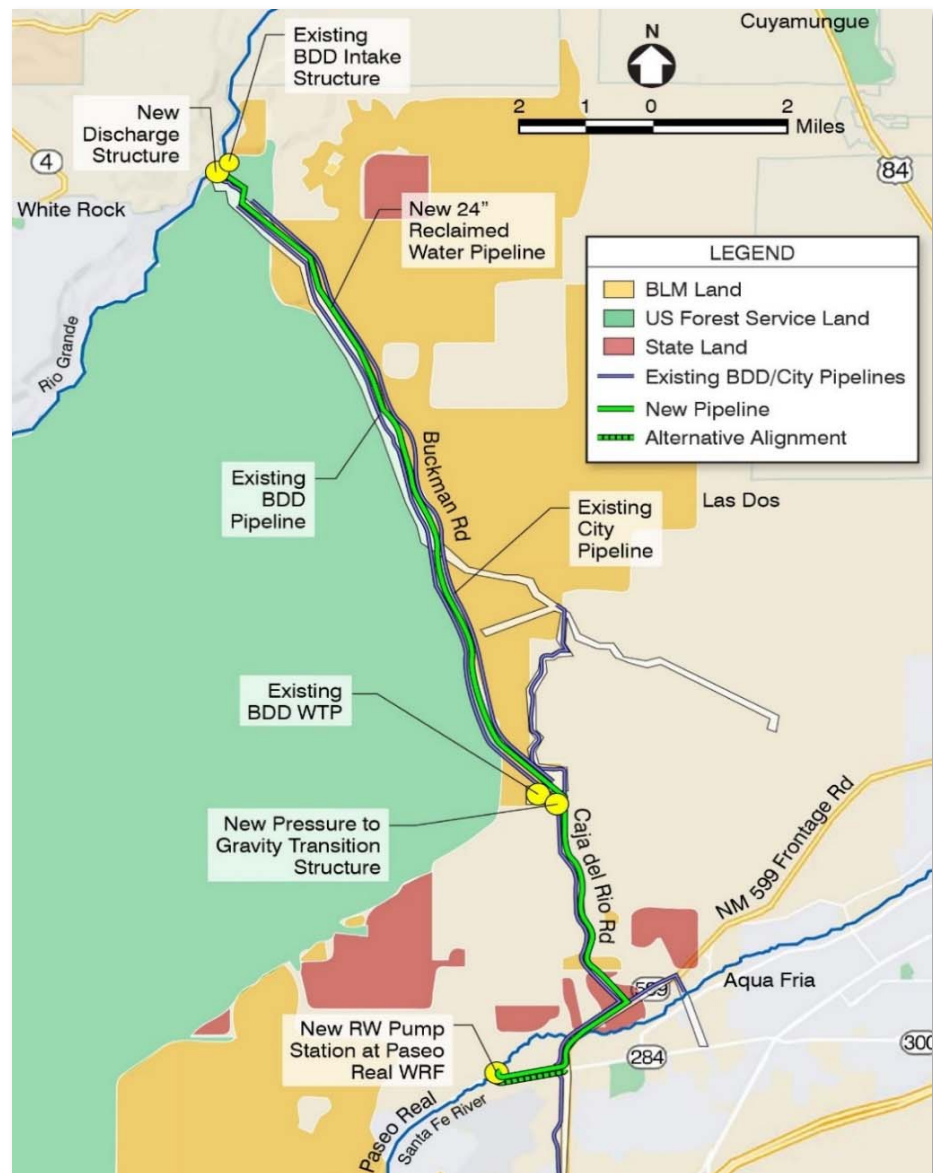 Cuyamungue
Existing
BDD Intake
Structure
N
New
Discharge
Structure
2 1 0 2
Miles
4
84
White Rock
New 24”
Reclaimed
Water Pipeline
LEGEND
BLM Land
US Forest Service Land
State Land
Existing BDD/City Pipelines
New Pipeline
Alternative Alignment
Rio Grande
Buckman Rd
Existing
BDD
Pipeline
Existing
City
Pipeline
Las Dos
Existing
BDD WTP
New Pressure to
Gravity Transition
Structure
Caja del Rio Rd
NM 599 Frontage Rd
599
Aqua Fria
New RW Pump
Station at Paseo
Real WRF
284
300
Paseo Real
Santa Fe River